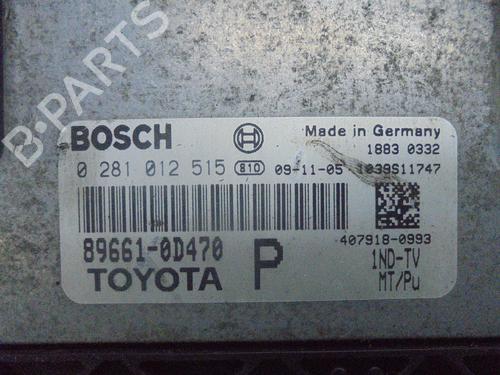 B-PARTS
BOSCH
Made in Germany
1883 0332
0 281 012 515 810 09-11-05 1039S11747
407918-0993
89661-0D470
TOYOTA
P
1ND-TV
MT/Pu